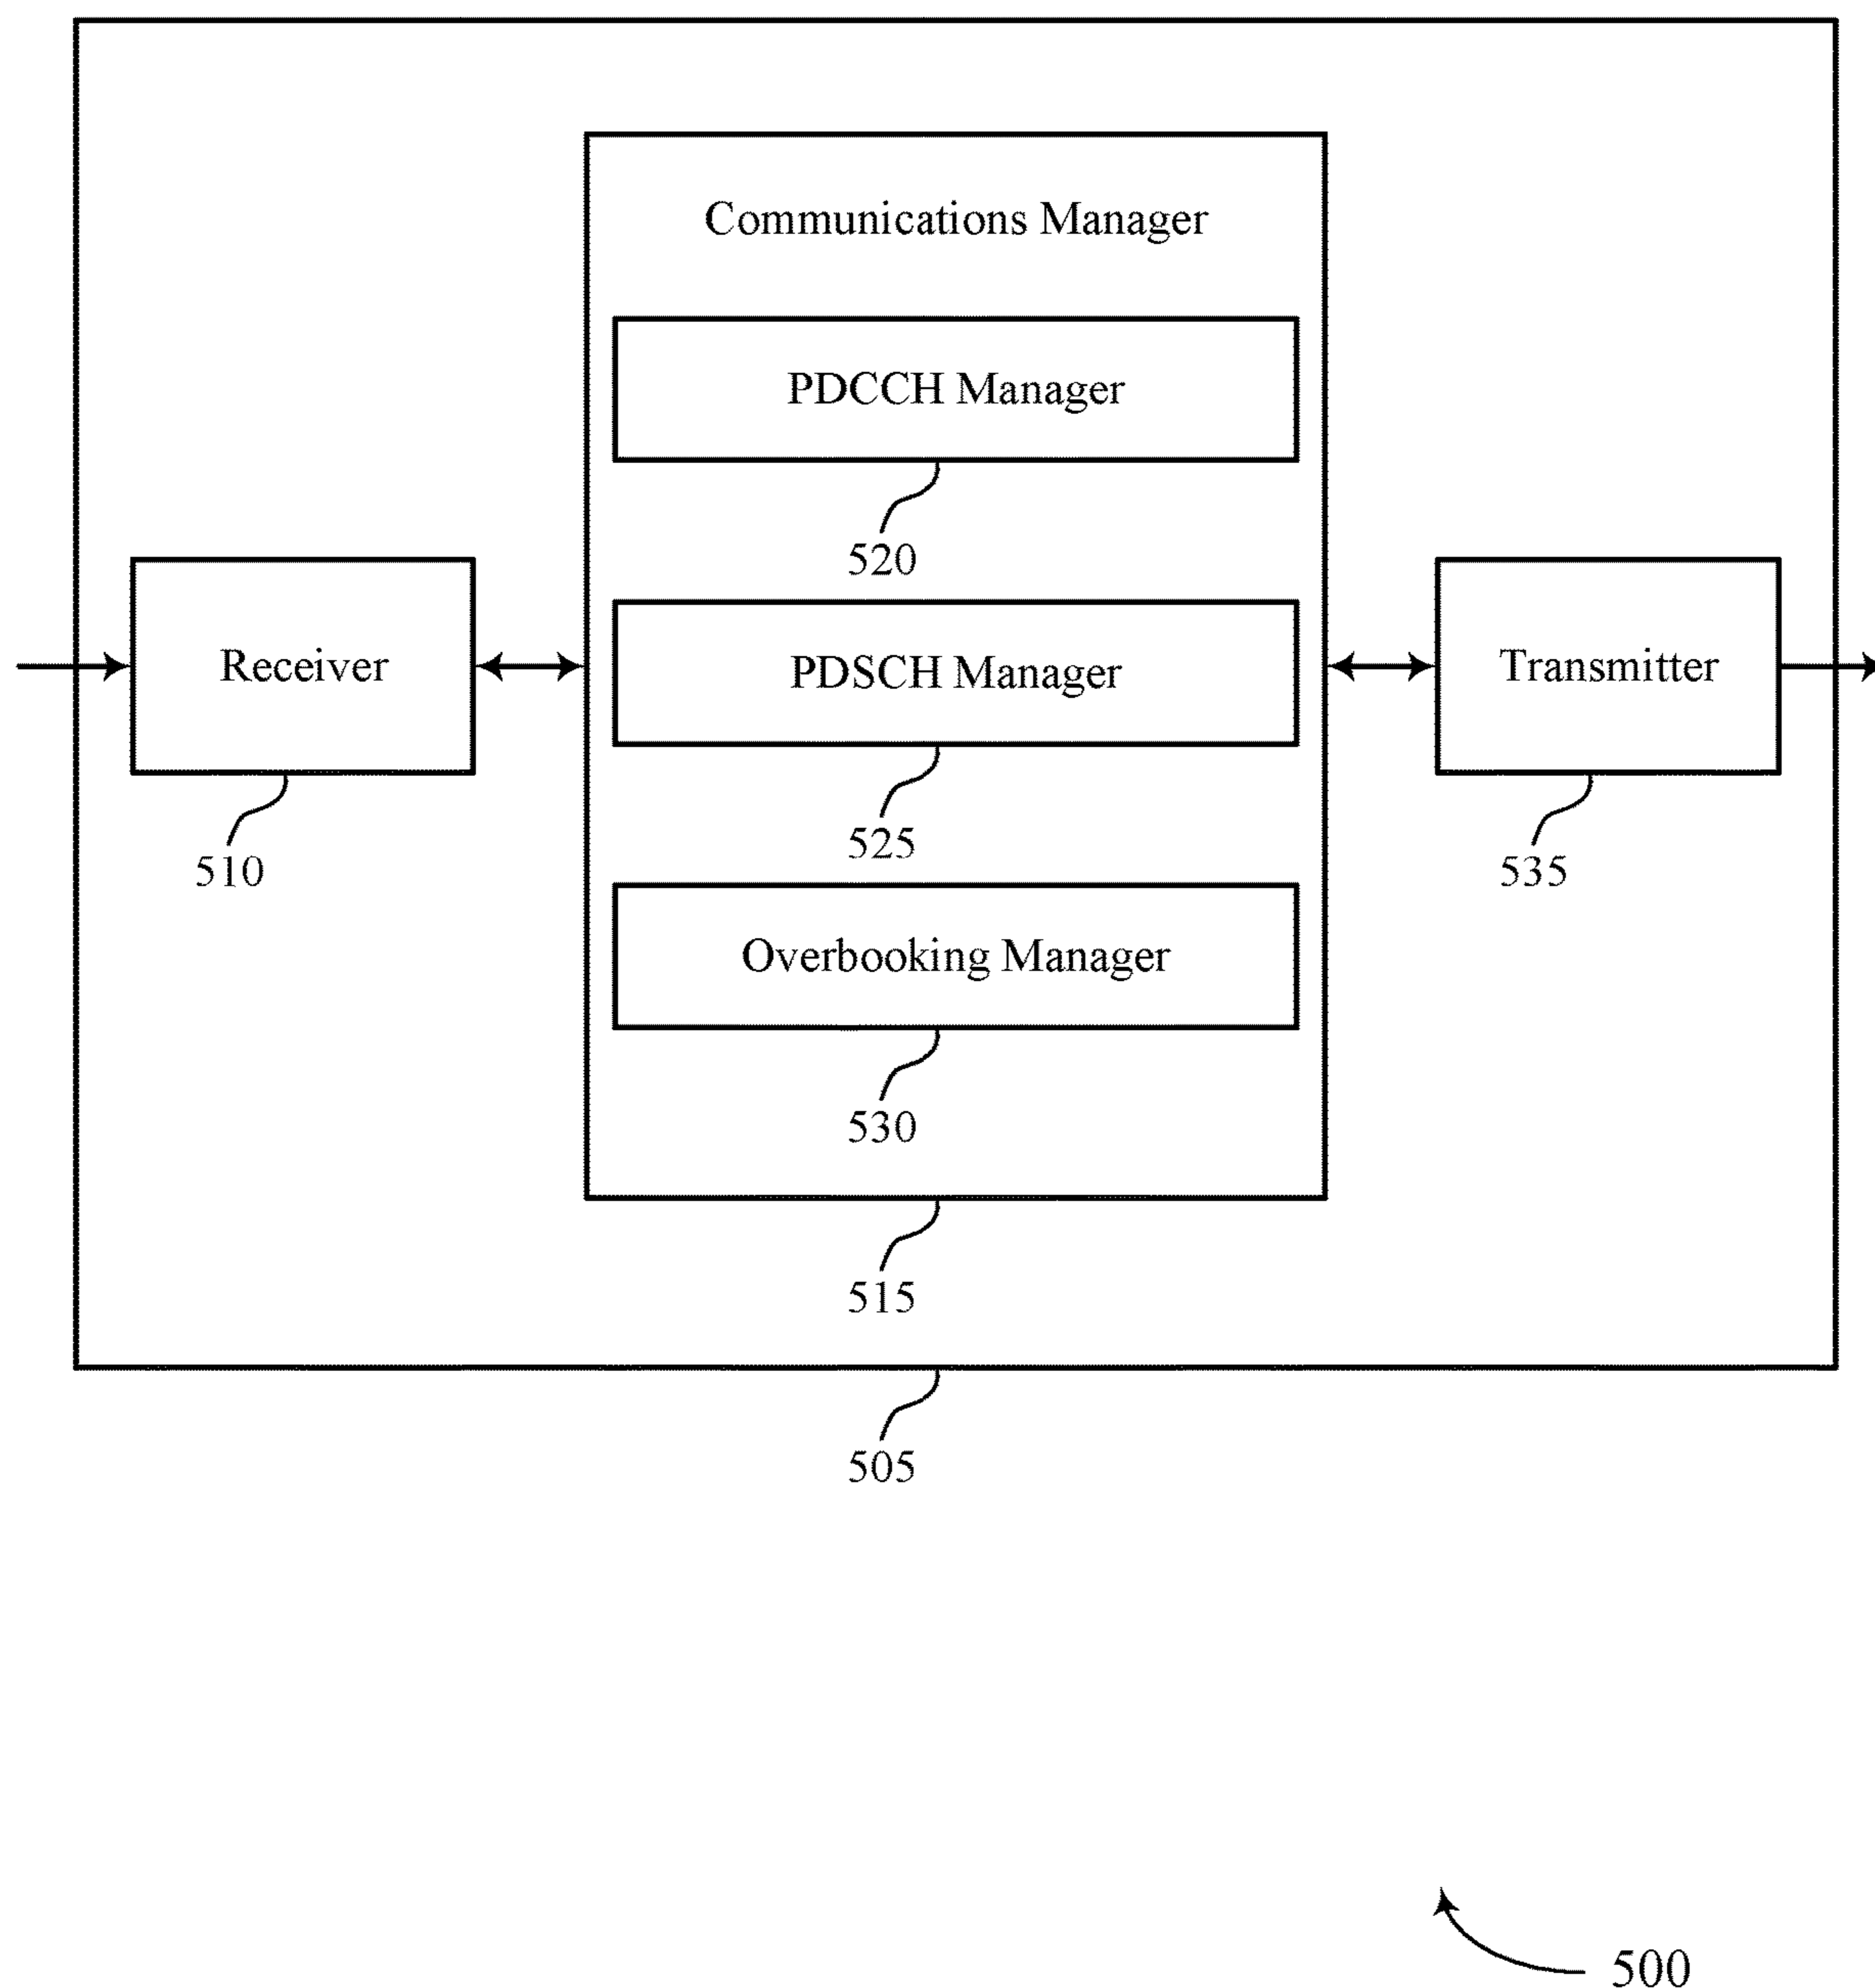 Communications Manager
PDCCH Manager
520
Receiver
510
PDSCH Manager
525
Transmitter
535
Overbooking Manager
530
515
505
500